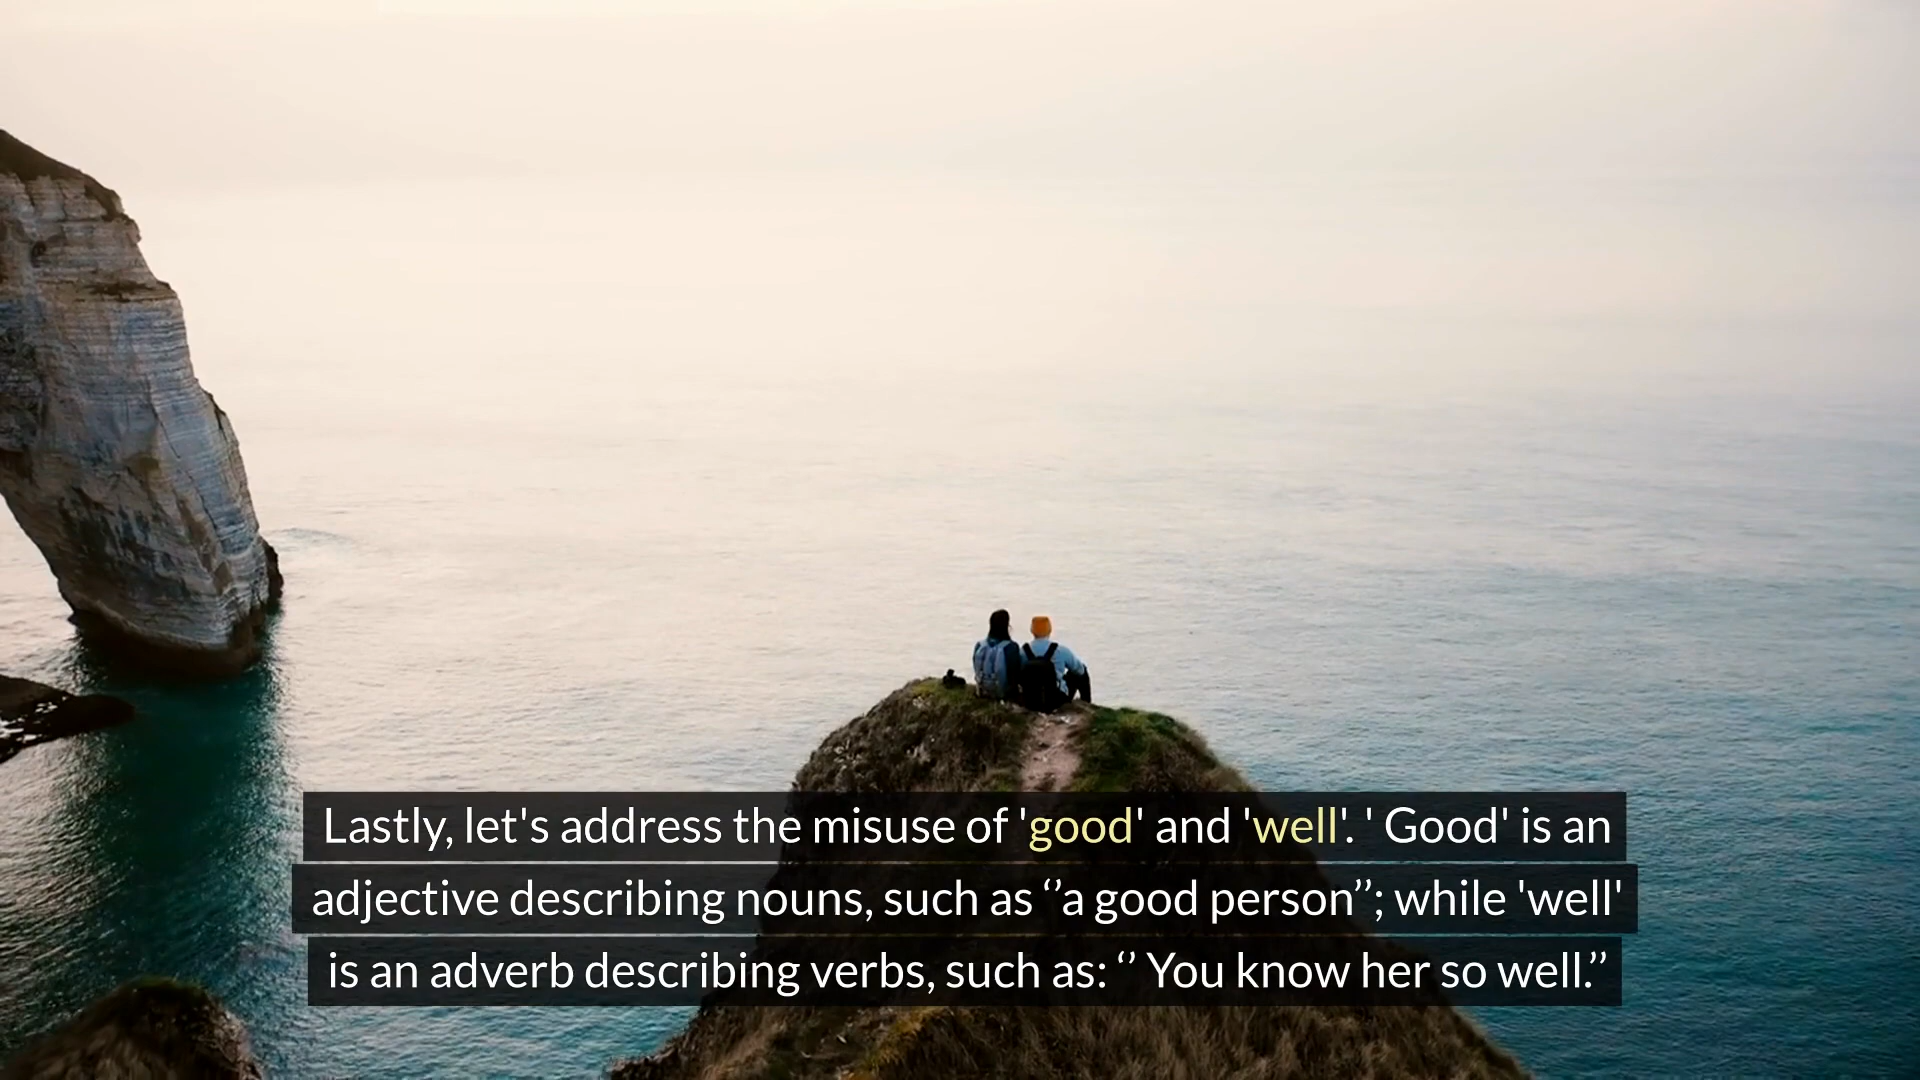 Lastly, let's address the misuse of 'good' and 'well'. ' Good' is an
adjective describing nouns, such as ‘’a good person’’; while 'well'
is an adverb describing verbs, such as: ‘’ You know her so well.’’